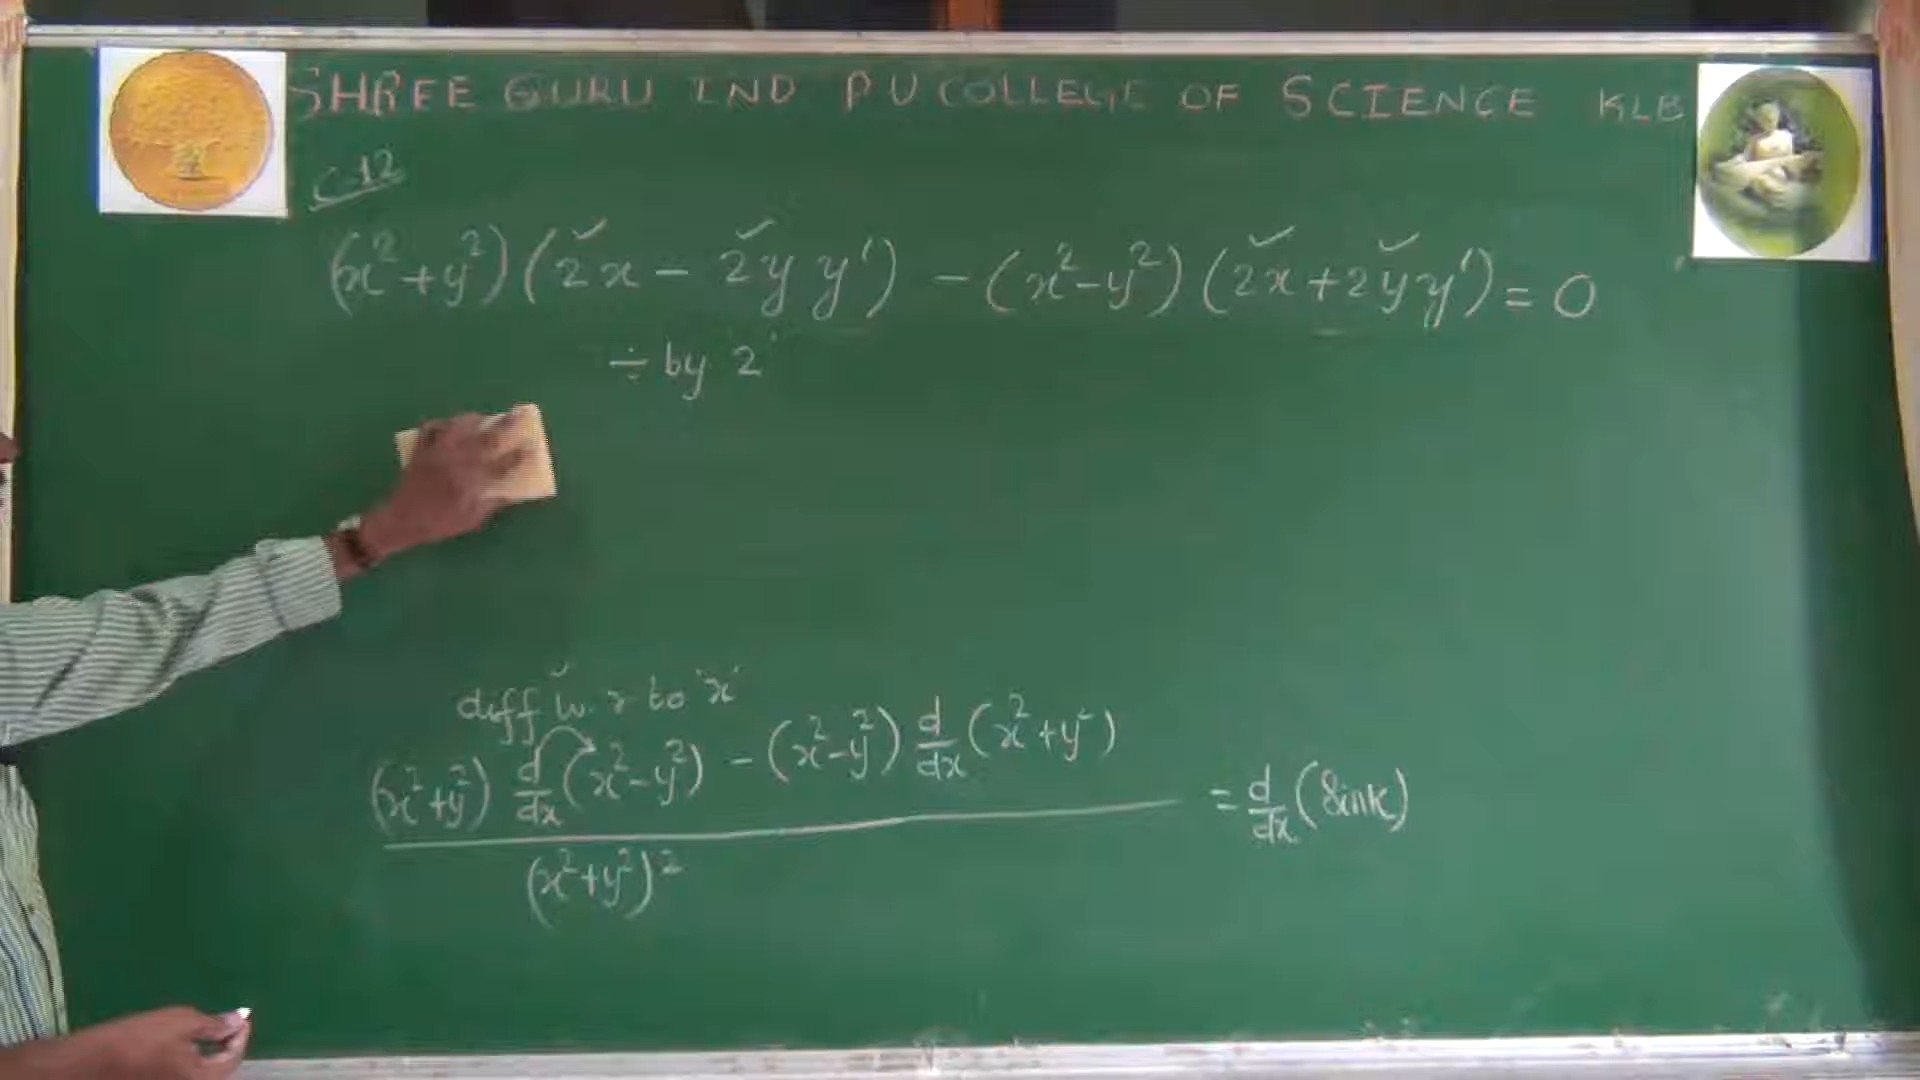 SHREE GURU IND PU COLLEGE OF SCIENCE KLB
C-12
(x²+y²)(2x - 2y y') - (x²-y²)(2x+2yy') = 0
÷ by 2
diff w.r to 'x'
(x²+y²) d/dx (x²-y²) - (x²-y²) d/dx (x²+y²)
= d/dx (sink)
(x²+y²)²